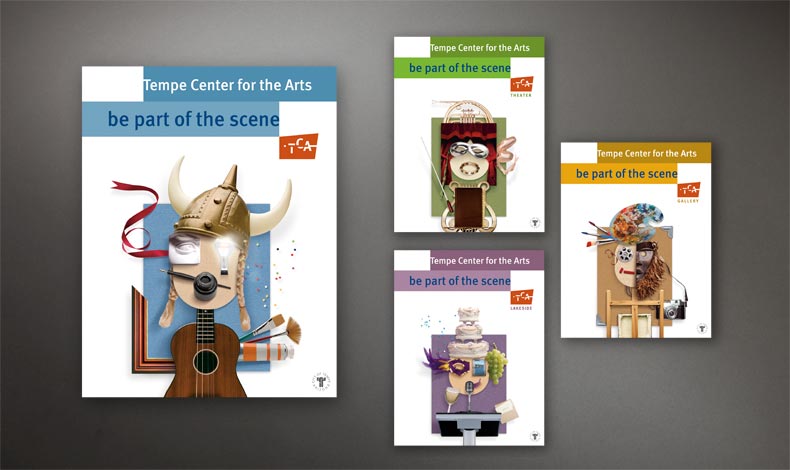 Tempe Center for the Arts
be part of the scene
TCA
Tempe Center for the Arts
be part of the scene
TCA
THEATER
Tempe Center for the Arts
be part of the scene
TCA
GALLERY
Tempe Center for the Arts
be part of the scene
TCA
LAKESIDE